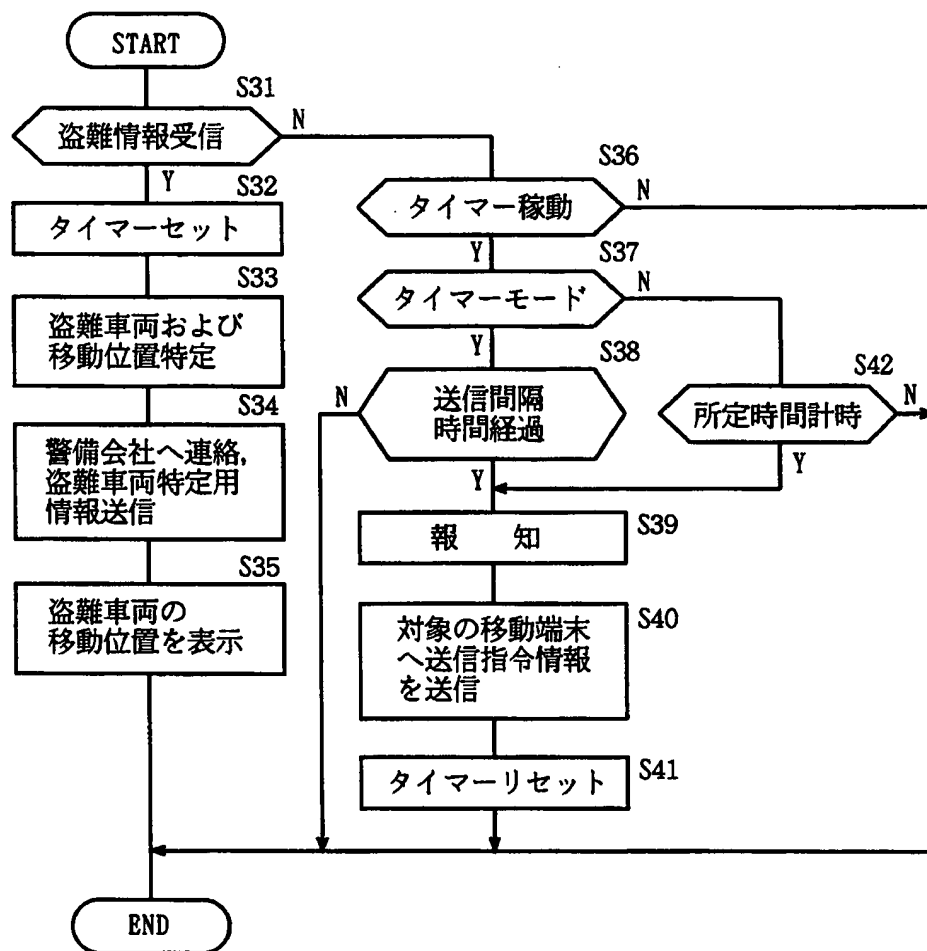 START
S31
盗難情報受信
N
Y
S32
タイマーセット
S33
盗難車両および
移動位置特定
S34
警備会社へ連絡,
盗難車両特定用
情報送信
S35
盗難車両の
移動位置を表示
END
S36
タイマー稼動
N
Y
S37
タイマーモード
N
Y
S38
送信間隔
時間経過
N
Y
S42
所定時間計時
N
Y
S39
報 知
S40
対象の移動端末
へ送信指令情報
を送信
S41
タイマーリセット